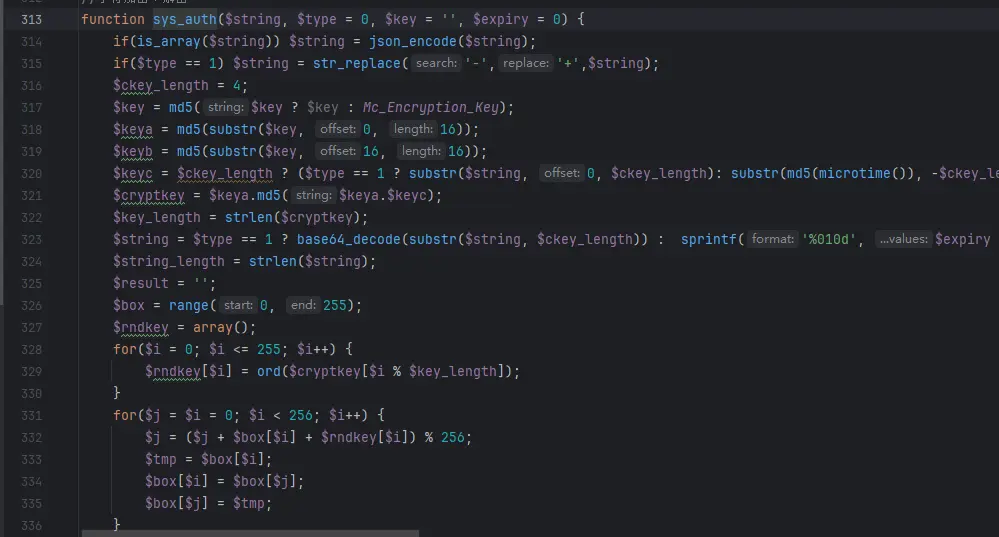 313 function sys_auth($string, $type = 0, $key = '', $expiry = 0) {
314 if(is_array($string)) $string = json_encode($string);
315 if($type == 1) $string = str_replace( search: '-', replace: '+',$string);
316 $ckey_length = 4;
317 $key = md5( string: $key ? $key : Mc_Encryption_Key);
318 $keya = md5(substr($key, offset: 0, length: 16));
319 $keyb = md5(substr($key, offset: 16, length: 16));
320 $keyc = $ckey_length ? ($type == 1 ? substr($string, offset: 0, $ckey_length): substr(md5(microtime()), -$ckey_le
321 $cryptkey = $keya.md5( string: $keya.$keyc);
322 $key_length = strlen($cryptkey);
323 $string = $type == 1 ? base64_decode(substr($string, $ckey_length)) : sprintf( format: '%010d', ...values: $expiry
324 $string_length = strlen($string);
325 $result = '';
326 $box = range( start: 0, end: 255);
327 $rndkey = array();
328 for($i = 0; $i <= 255; $i++) {
329 $rndkey[$i] = ord($cryptkey[$i % $key_length]);
330 }
331 for($j = $i = 0; $i < 256; $i++) {
332 $j = ($j + $box[$i] + $rndkey[$i]) % 256;
333 $tmp = $box[$i];
334 $box[$i] = $box[$j];
335 $box[$j] = $tmp;
336 }